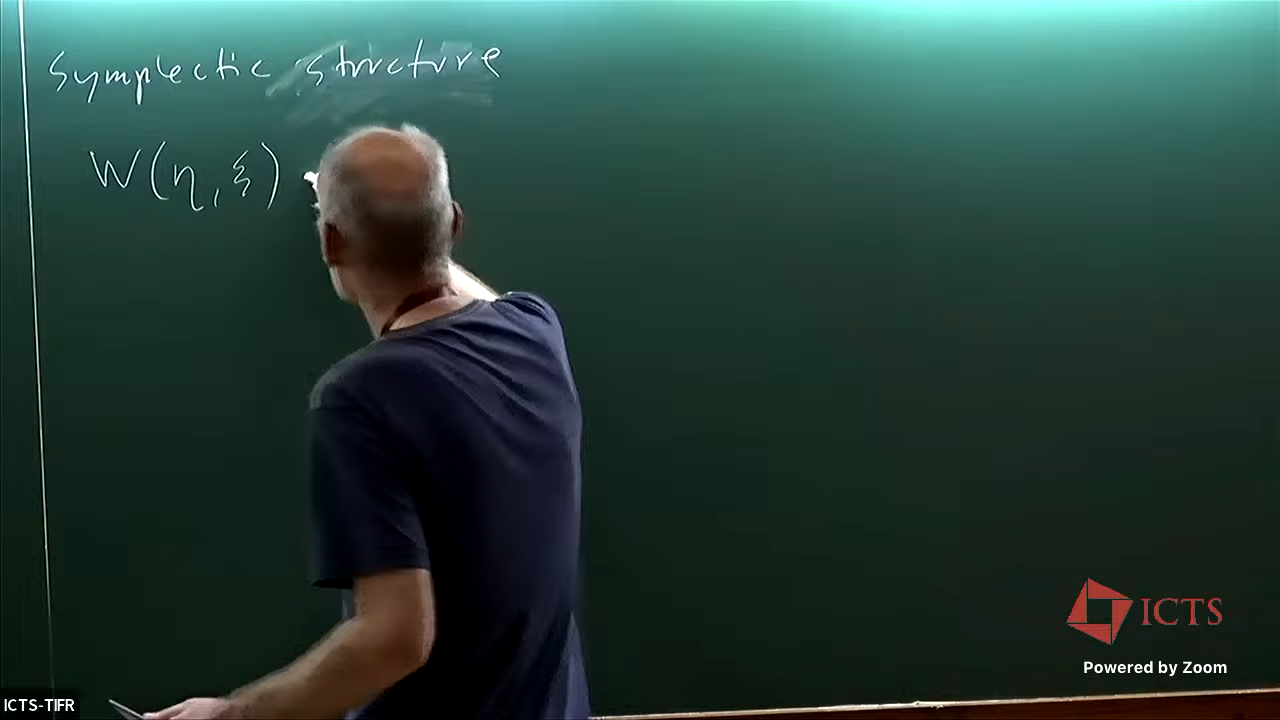 Symplectic structure
W(η, ξ)
ICTS
Powered by Zoom
ICTS-TIFR